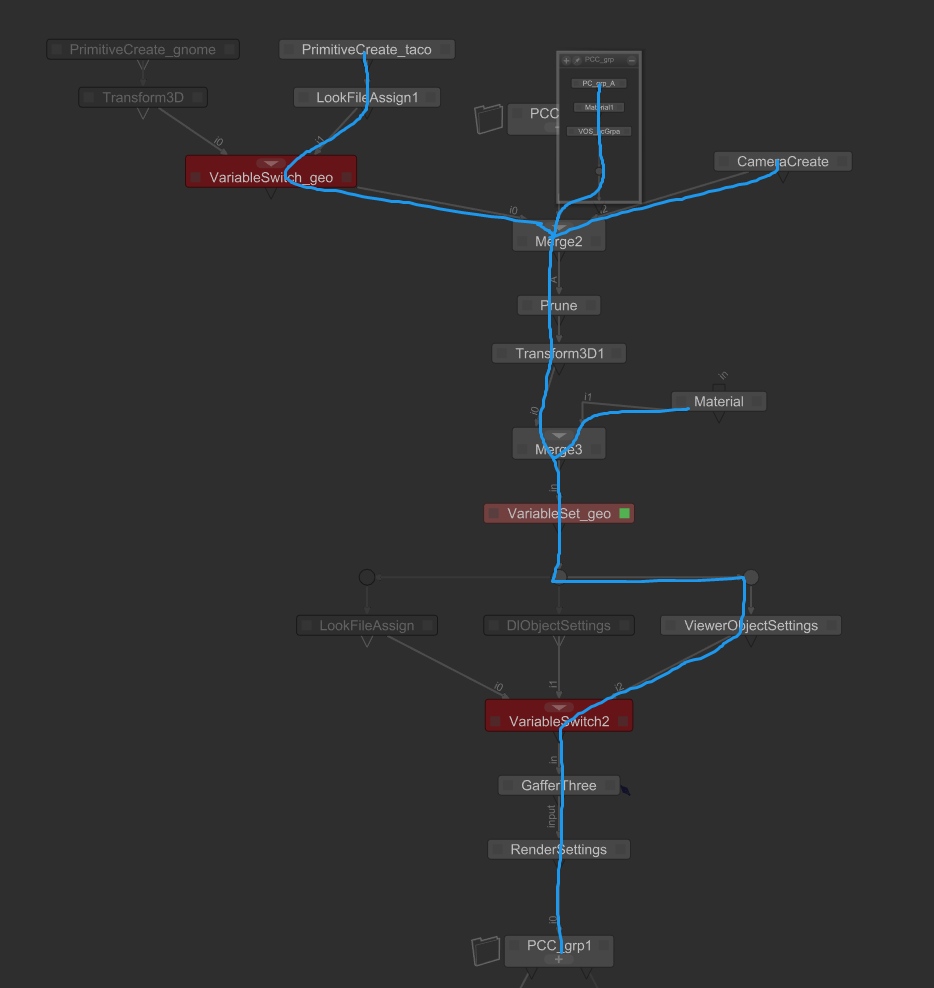 PrimitiveCreate_gnome
PrimitiveCreate_taco
PCC_grp
PC_grp_A
Transform3D
LookFileAssign1
Material1
PCC
VOS_
i0
i1
VariableSwitch_geo
CameraCreate
i0
i2
Merge2
A
Prune
Transform3D1
in
i1
Material
i0
Merge3
in
VariableSet_geo
LookFileAssign
DlObjectSettings
ViewerObjectSettings
i0
i1
i2
VariableSwitch2
in
GafferThree
input
RenderSettings
i0
PCC_grp1